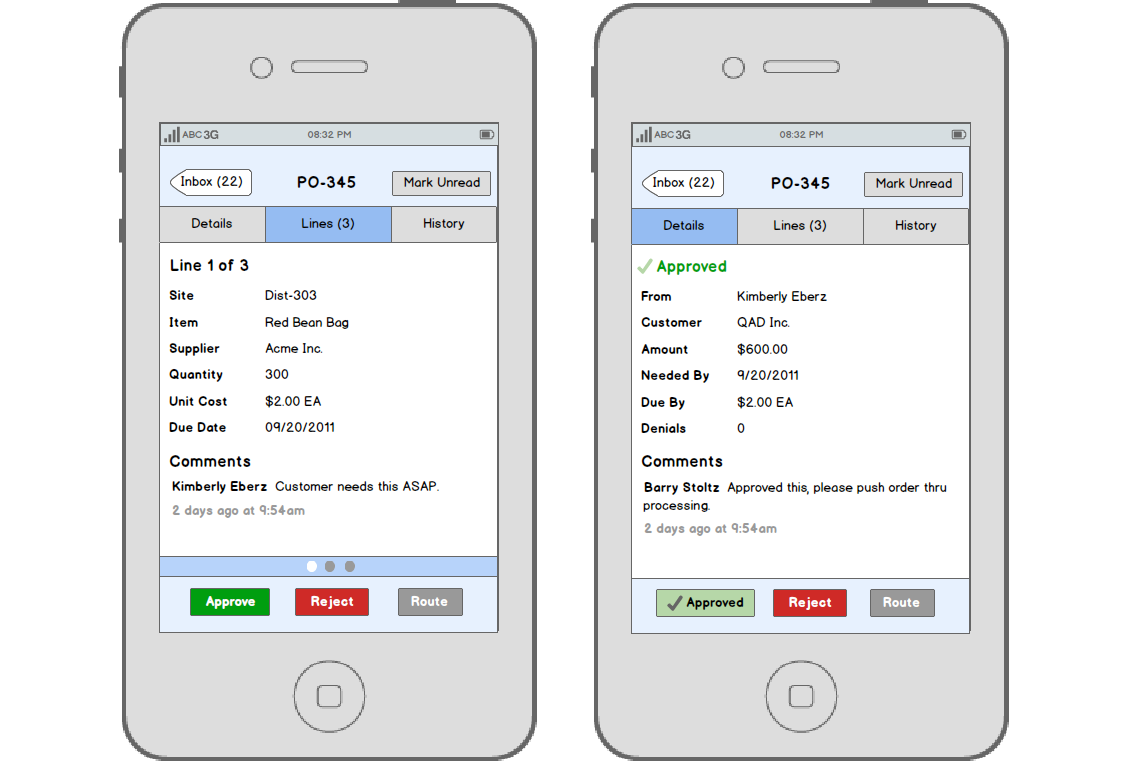 ABC 3G 08:32 PM
Inbox (22) PO-345 Mark Unread
Details Lines (3) History
Line 1 of 3
Site Dist-303
Item Red Bean Bag
Supplier Acme Inc.
Quantity 300
Unit Cost $2.00 EA
Due Date 09/20/2011
Comments
Kimberly Eberz Customer needs this ASAP.
2 days ago at 9:54am
Approve Reject Route
ABC 3G 08:32 PM
Inbox (22) PO-345 Mark Unread
Details Lines (3) History
Approved
From Kimberly Eberz
Customer QAD Inc.
Amount $600.00
Needed By 9/20/2011
Due By $2.00 EA
Denials 0
Comments
Barry Stoltz Approved this, please push order thru
processing.
2 days ago at 9:54am
Approved Reject Route